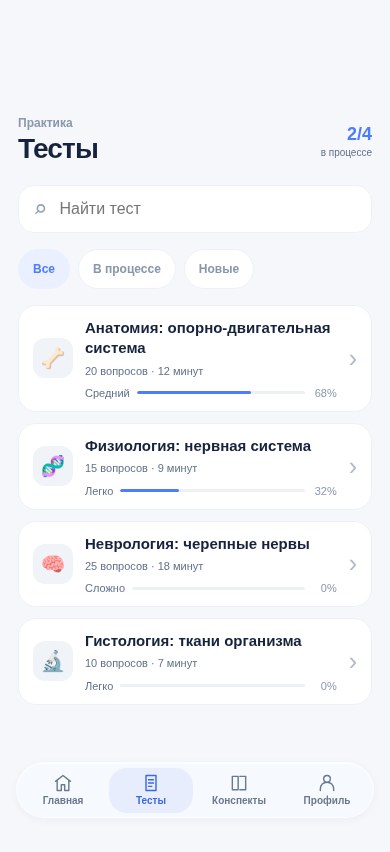 Практика
Тесты
2/4
в процессе
Найти тест
Все
В процессе
Новые
Анатомия: опорно-двигательная
система
20 вопросов · 12 минут
Средний 68%
Физиология: нервная система
15 вопросов · 9 минут
Легко 32%
Неврология: черепные нервы
25 вопросов · 18 минут
Сложно 0%
Гистология: ткани организма
10 вопросов · 7 минут
Легко 0%
Главная
Тесты
Конспекты
Профиль